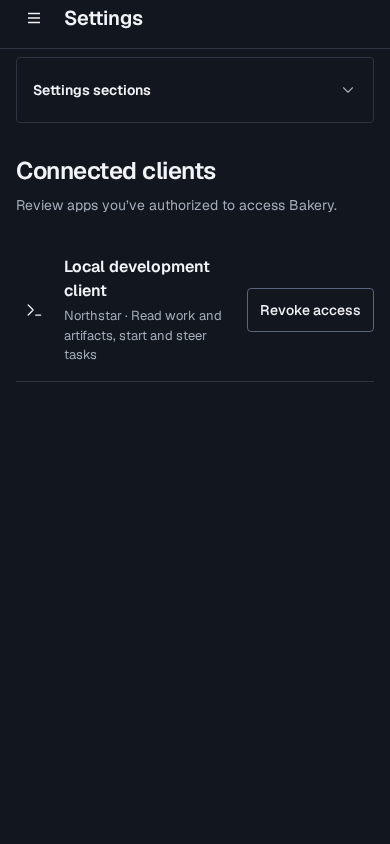 Settings
Settings sections
Connected clients
Review apps you've authorized to access Bakery.
Local development
client
Northstar · Read work and
artifacts, start and steer
tasks
Revoke access